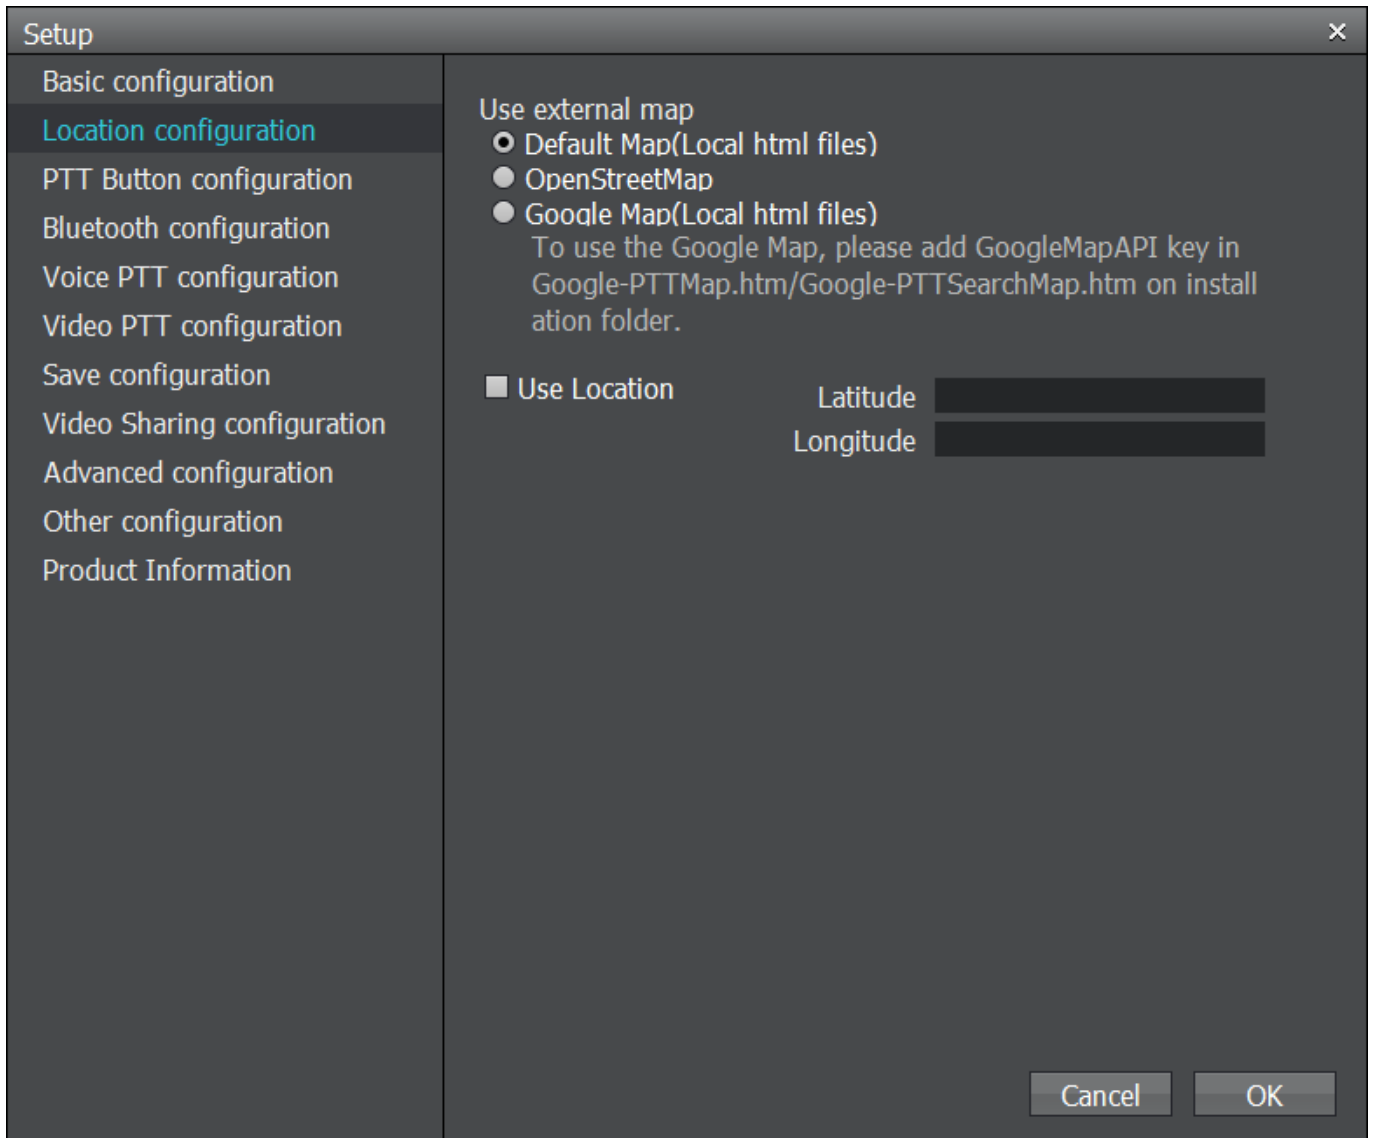 Setup
Basic configuration
Location configuration
PTT Button configuration
Bluetooth configuration
Voice PTT configuration
Video PTT configuration
Save configuration
Video Sharing configuration
Advanced configuration
Other configuration
Product Information
Use external map
Default Map(Local html files)
OpenStreetMap
Google Map(Local html files)
To use the Google Map, please add GoogleMapAPI key in
Google-PTTMap.htm/Google-PTTSearchMap.htm on install
ation folder.
Use Location
Latitude
Longitude
Cancel
OK